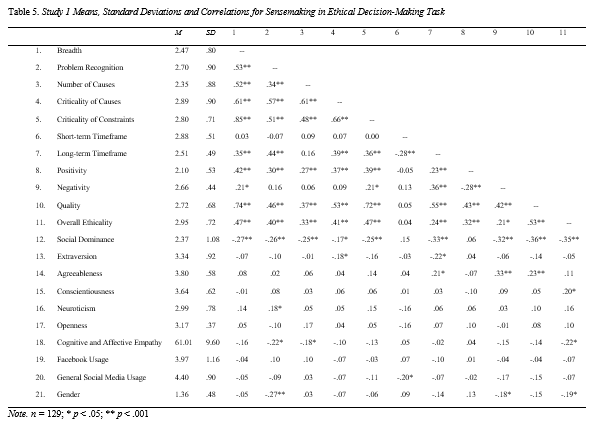 Table 5. Study 1 Means, Standard Deviations and Correlations for Sensemaking in Ethical Decision-Making Task
M SD 1 2 3 4 5 6 7 8 9 10 11
1. Breadth 2.47 .80 --
2. Problem Recognition 2.70 .90 .53** --
3. Number of Causes 2.35 .88 .52** .34** --
4. Criticality of Causes 2.89 .90 .61** .57** .61** --
5. Criticality of Constraints 2.80 .71 .85** .51** .48** .66** --
6. Short-term Timeframe 2.88 .51 0.03 -0.07 0.09 0.07 0.00 --
7. Long-term Timeframe 2.51 .49 .35** .44** 0.16 .39** .36** -.28** --
8. Positivity 2.10 .53 .42** .30** .27** .37** .39** -0.05 .23** --
9. Negativity 2.66 .44 .21* 0.16 0.06 0.09 .21* 0.13 .36** -.28** --
10. Quality 2.72 .68 .74** .46** .37** .53** .72** 0.05 .55** .43** .42** --
11. Overall Ethicality 2.95 .72 .47** .40** .33** .41** .47** 0.04 .24** .32** .21* .53** --
12. Social Dominance 2.37 1.08 -.27** -.26** -.25** -.17* -.25** .15 -.33** .06 -.32** -.36** -.35**
13. Extraversion 3.34 .92 -.07 -.10 -.01 -.18* -.16 -.03 -.22* .04 -.06 -.14 -.05
14. Agreeableness 3.80 .58 .08 .02 .06 .04 .14 .04 .21* -.07 .33** .23** .11
15. Conscientiousness 3.64 .62 -.01 .08 .03 .06 .06 .01 .03 -.10 .09 .05 .20*
16. Neuroticism 2.99 .78 .14 .18* .05 .05 .15 -.16 .06 .06 .03 .10 .16
17. Openness 3.17 .37 .05 -.10 .17 .04 .05 -.16 .07 .10 -.01 .08 .10
18. Cognitive and Affective Empathy 61.01 9.60 -.16 -.22* -.18* -.10 -.13 .05 -.02 .04 -.15 -.14 -.22*
19. Facebook Usage 3.97 1.16 -.04 .10 .10 -.07 -.03 .07 -.10 .01 -.04 -.04 -.07
20. General Social Media Usage 4.40 .90 -.05 -.09 .03 -.07 -.11 -.20* -.07 -.02 -.17 -.15 -.07
21. Gender 1.36 .48 -.05 -.27** .03 -.07 -.06 .09 -.14 .13 -.18* -.15 -.19*
Note. n = 129; * p < .05; ** p < .001